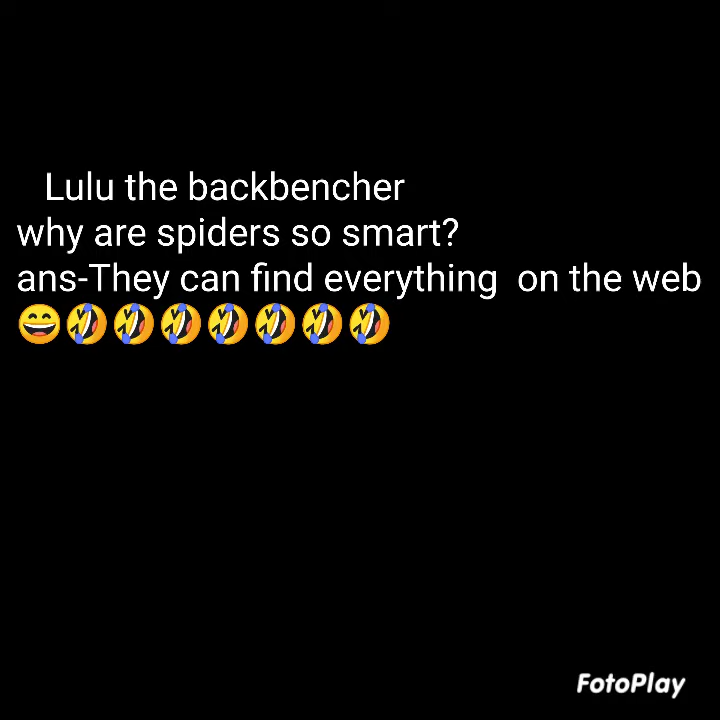 Lulu the backbencher
why are spiders so smart?
ans-They can find everything  on the web
😄🤣🤣🤣🤣🤣🤣🤣
FotoPlay